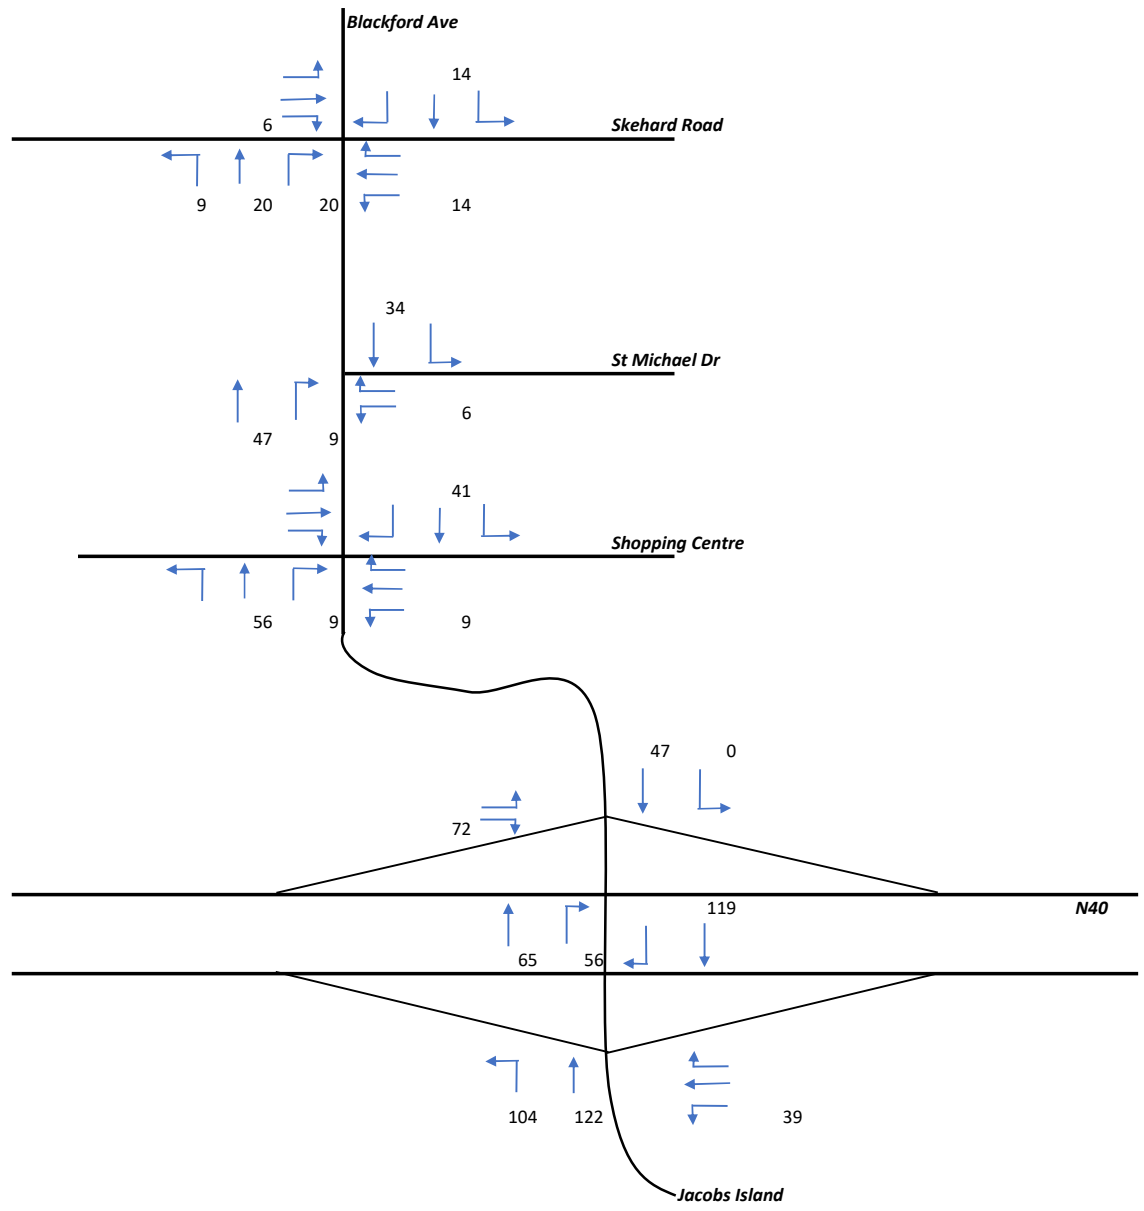 Blackford Ave
14
6
Skehard Road
9 20 20 14
34
St Michael Dr
6
47 9
41
Shopping Centre
56 9 9
47 0
72
119
N40
65 56
104 122 39
Jacobs Island